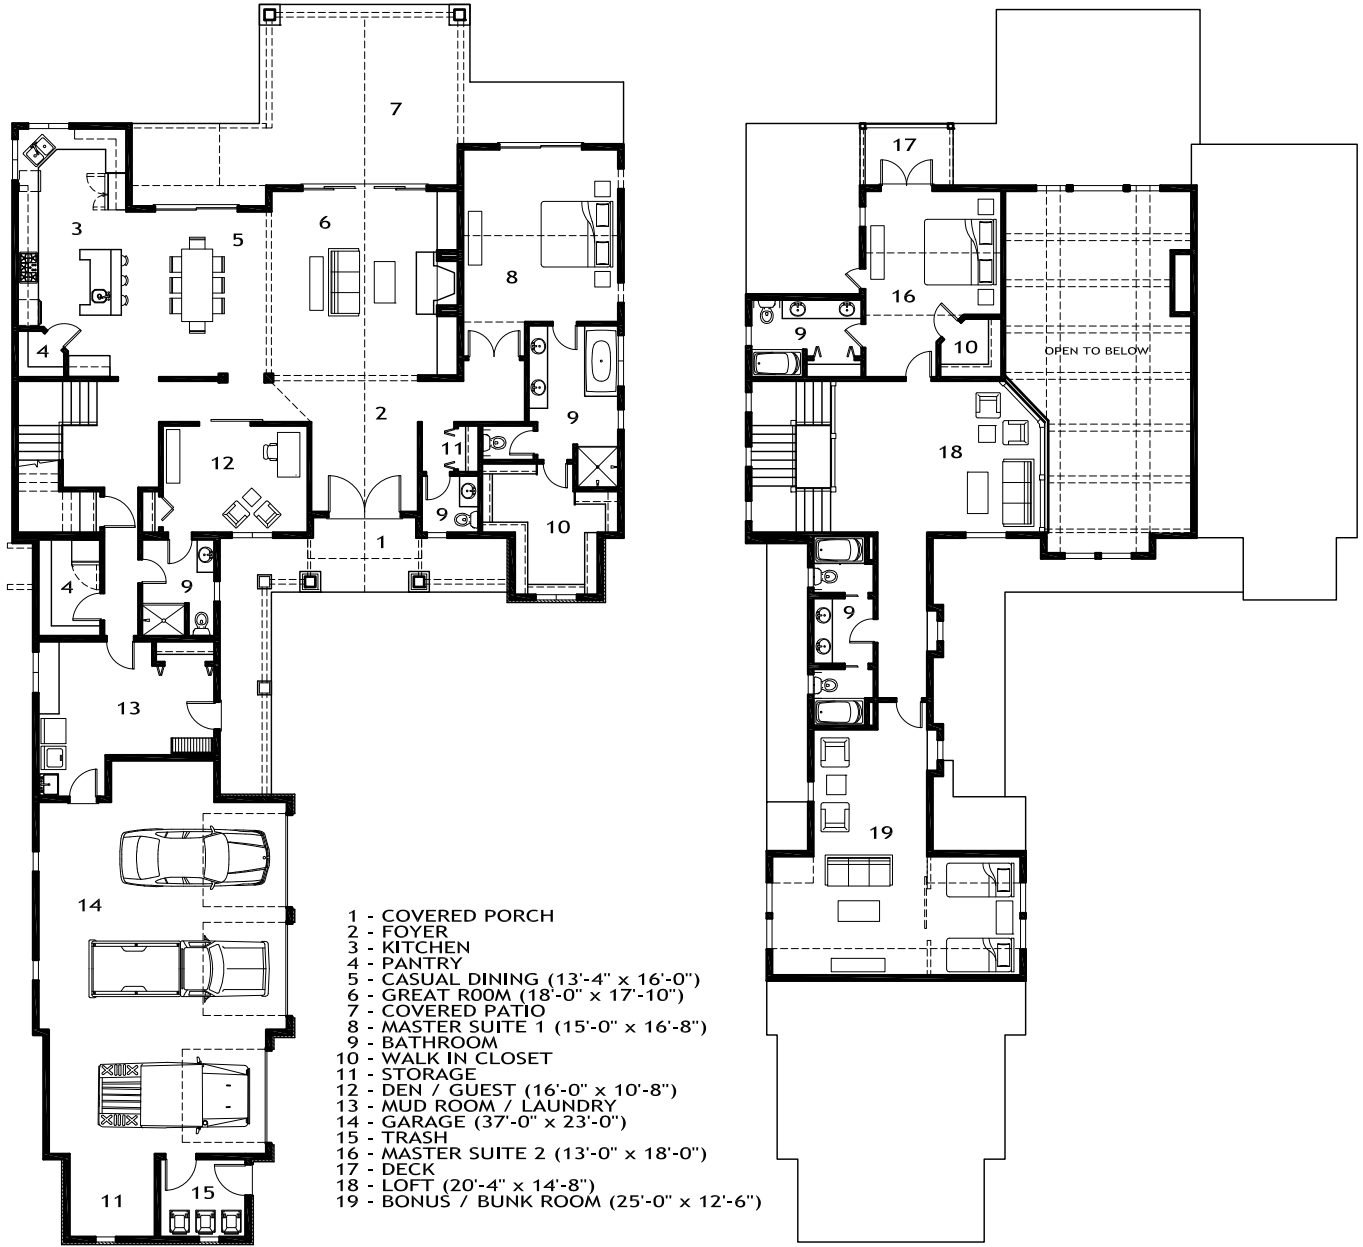 7
17
3
5
6
8
16
9
10
OPEN TO BELOW
4
2
9
11
12
18
9
10
1
4
9
9
13
19
14
15
11
1 - COVERED PORCH
2 - FOYER
3 - KITCHEN
4 - PANTRY
5 - CASUAL DINING (13'-4" x 16'-0")
6 - GREAT R00M (18'-0" x 17'-10")
7 - COVERED PATIO
8 - MASTER SUITE 1 (15'-0" x 16'-8")
9 - BATHROOM
10 - WALK IN CLOSET
11 - STORAGE
12 - DEN / GUEST (16'-0" x 10'-8")
13 - MUD ROOM / LAUNDRY
14 - GARAGE (37'-0" x 23'-0")
15 - TRASH
16 - MASTER SUITE 2 (13'-0" x 18'-0")
17 - DECK
18 - LOFT (20'-4" x 14'-8")
19 - BONUS / BUNK ROOM (25'-0" x 12'-6")